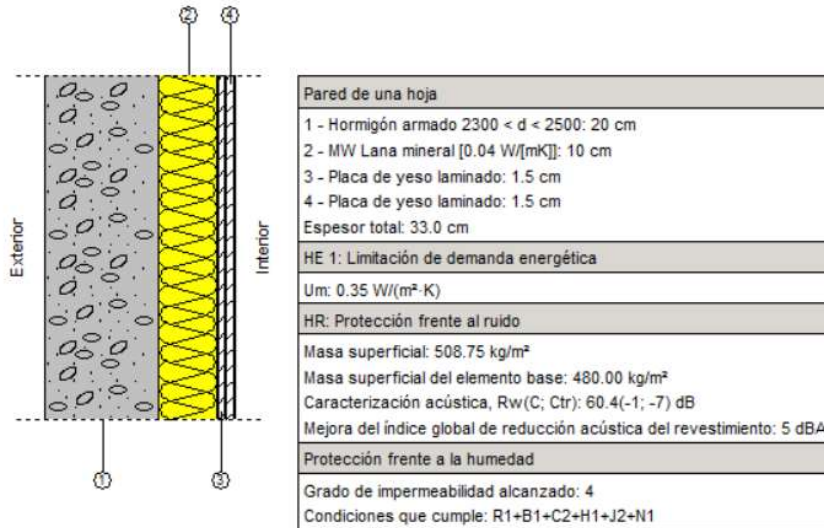 2
4
Exterior
Interior
1
3
Pared de una hoja
1 - Hormigón armado 2300 < d < 2500: 20 cm
2 - MW Lana mineral [0.04 W/[mK]]: 10 cm
3 - Placa de yeso laminado: 1.5 cm
4 - Placa de yeso laminado: 1.5 cm
Espesor total: 33.0 cm
HE 1: Limitación de demanda energética
Um: 0.35 W/(m²·K)
HR: Protección frente al ruido
Masa superficial: 508.75 kg/m²
Masa superficial del elemento base: 480.00 kg/m²
Caracterización acústica, Rw(C; Ctr): 60.4(-1; -7) dB
Mejora del índice global de reducción acústica del revestimiento: 5 dBA
Protección frente a la humedad
Grado de impermeabilidad alcanzado: 4
Condiciones que cumple: R1+B1+C2+H1+J2+N1